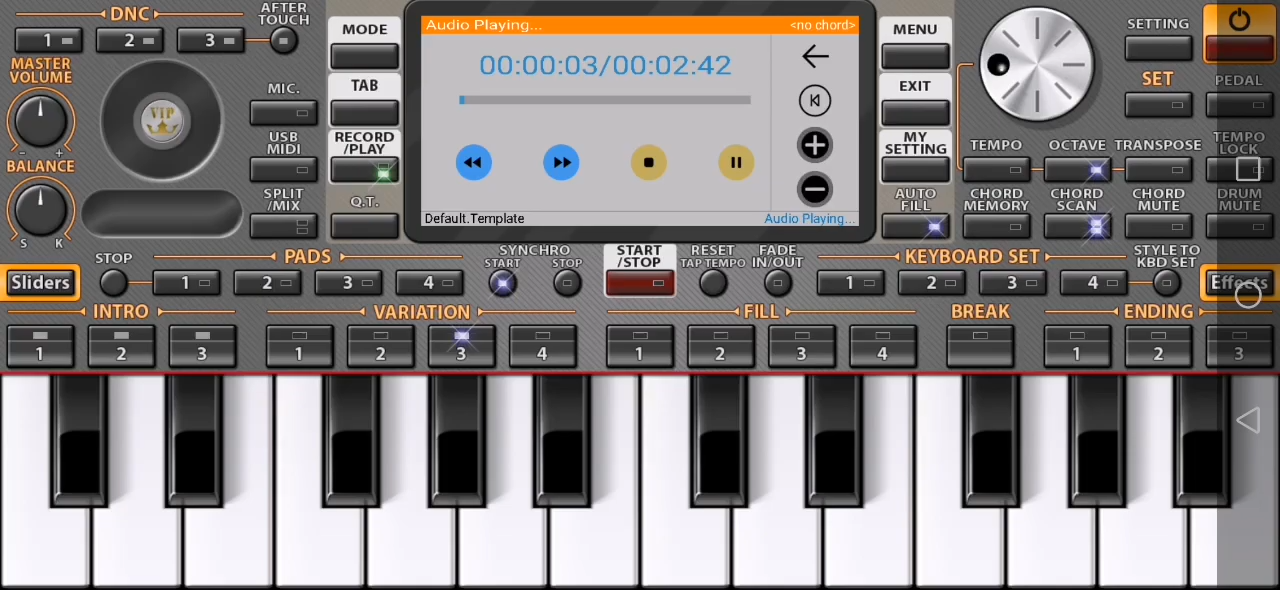 DNC
1 2 3
AFTER TOUCH
MASTER VOLUME
- +
BALANCE
S K
VIP
MIC.
USB MIDI
SPLIT /MIX
MODE
TAB
RECORD /PLAY
Q.T.
Audio Playing... <no chord>
00:00:03/00:02:42
Default.Template Audio Playing...
MENU
EXIT
MY SETTING
AUTO FILL
SETTING
SET
PEDAL
TEMPO OCTAVE TRANSPOSE
TEMPO LOCK
CHORD MEMORY
CHORD SCAN
CHORD MUTE
DRUM MUTE
Sliders
STOP
PADS
1 2 3 4
SYNCHRO
START STOP
START /STOP
RESET
TAP TEMPO
FADE IN/OUT
KEYBOARD SET
1 2 3 4
STYLE TO KBD SET
Effects
INTRO
1 2 3
VARIATION
1 2 3 4
FILL
1 2 3 4
BREAK
ENDING
1 2 3